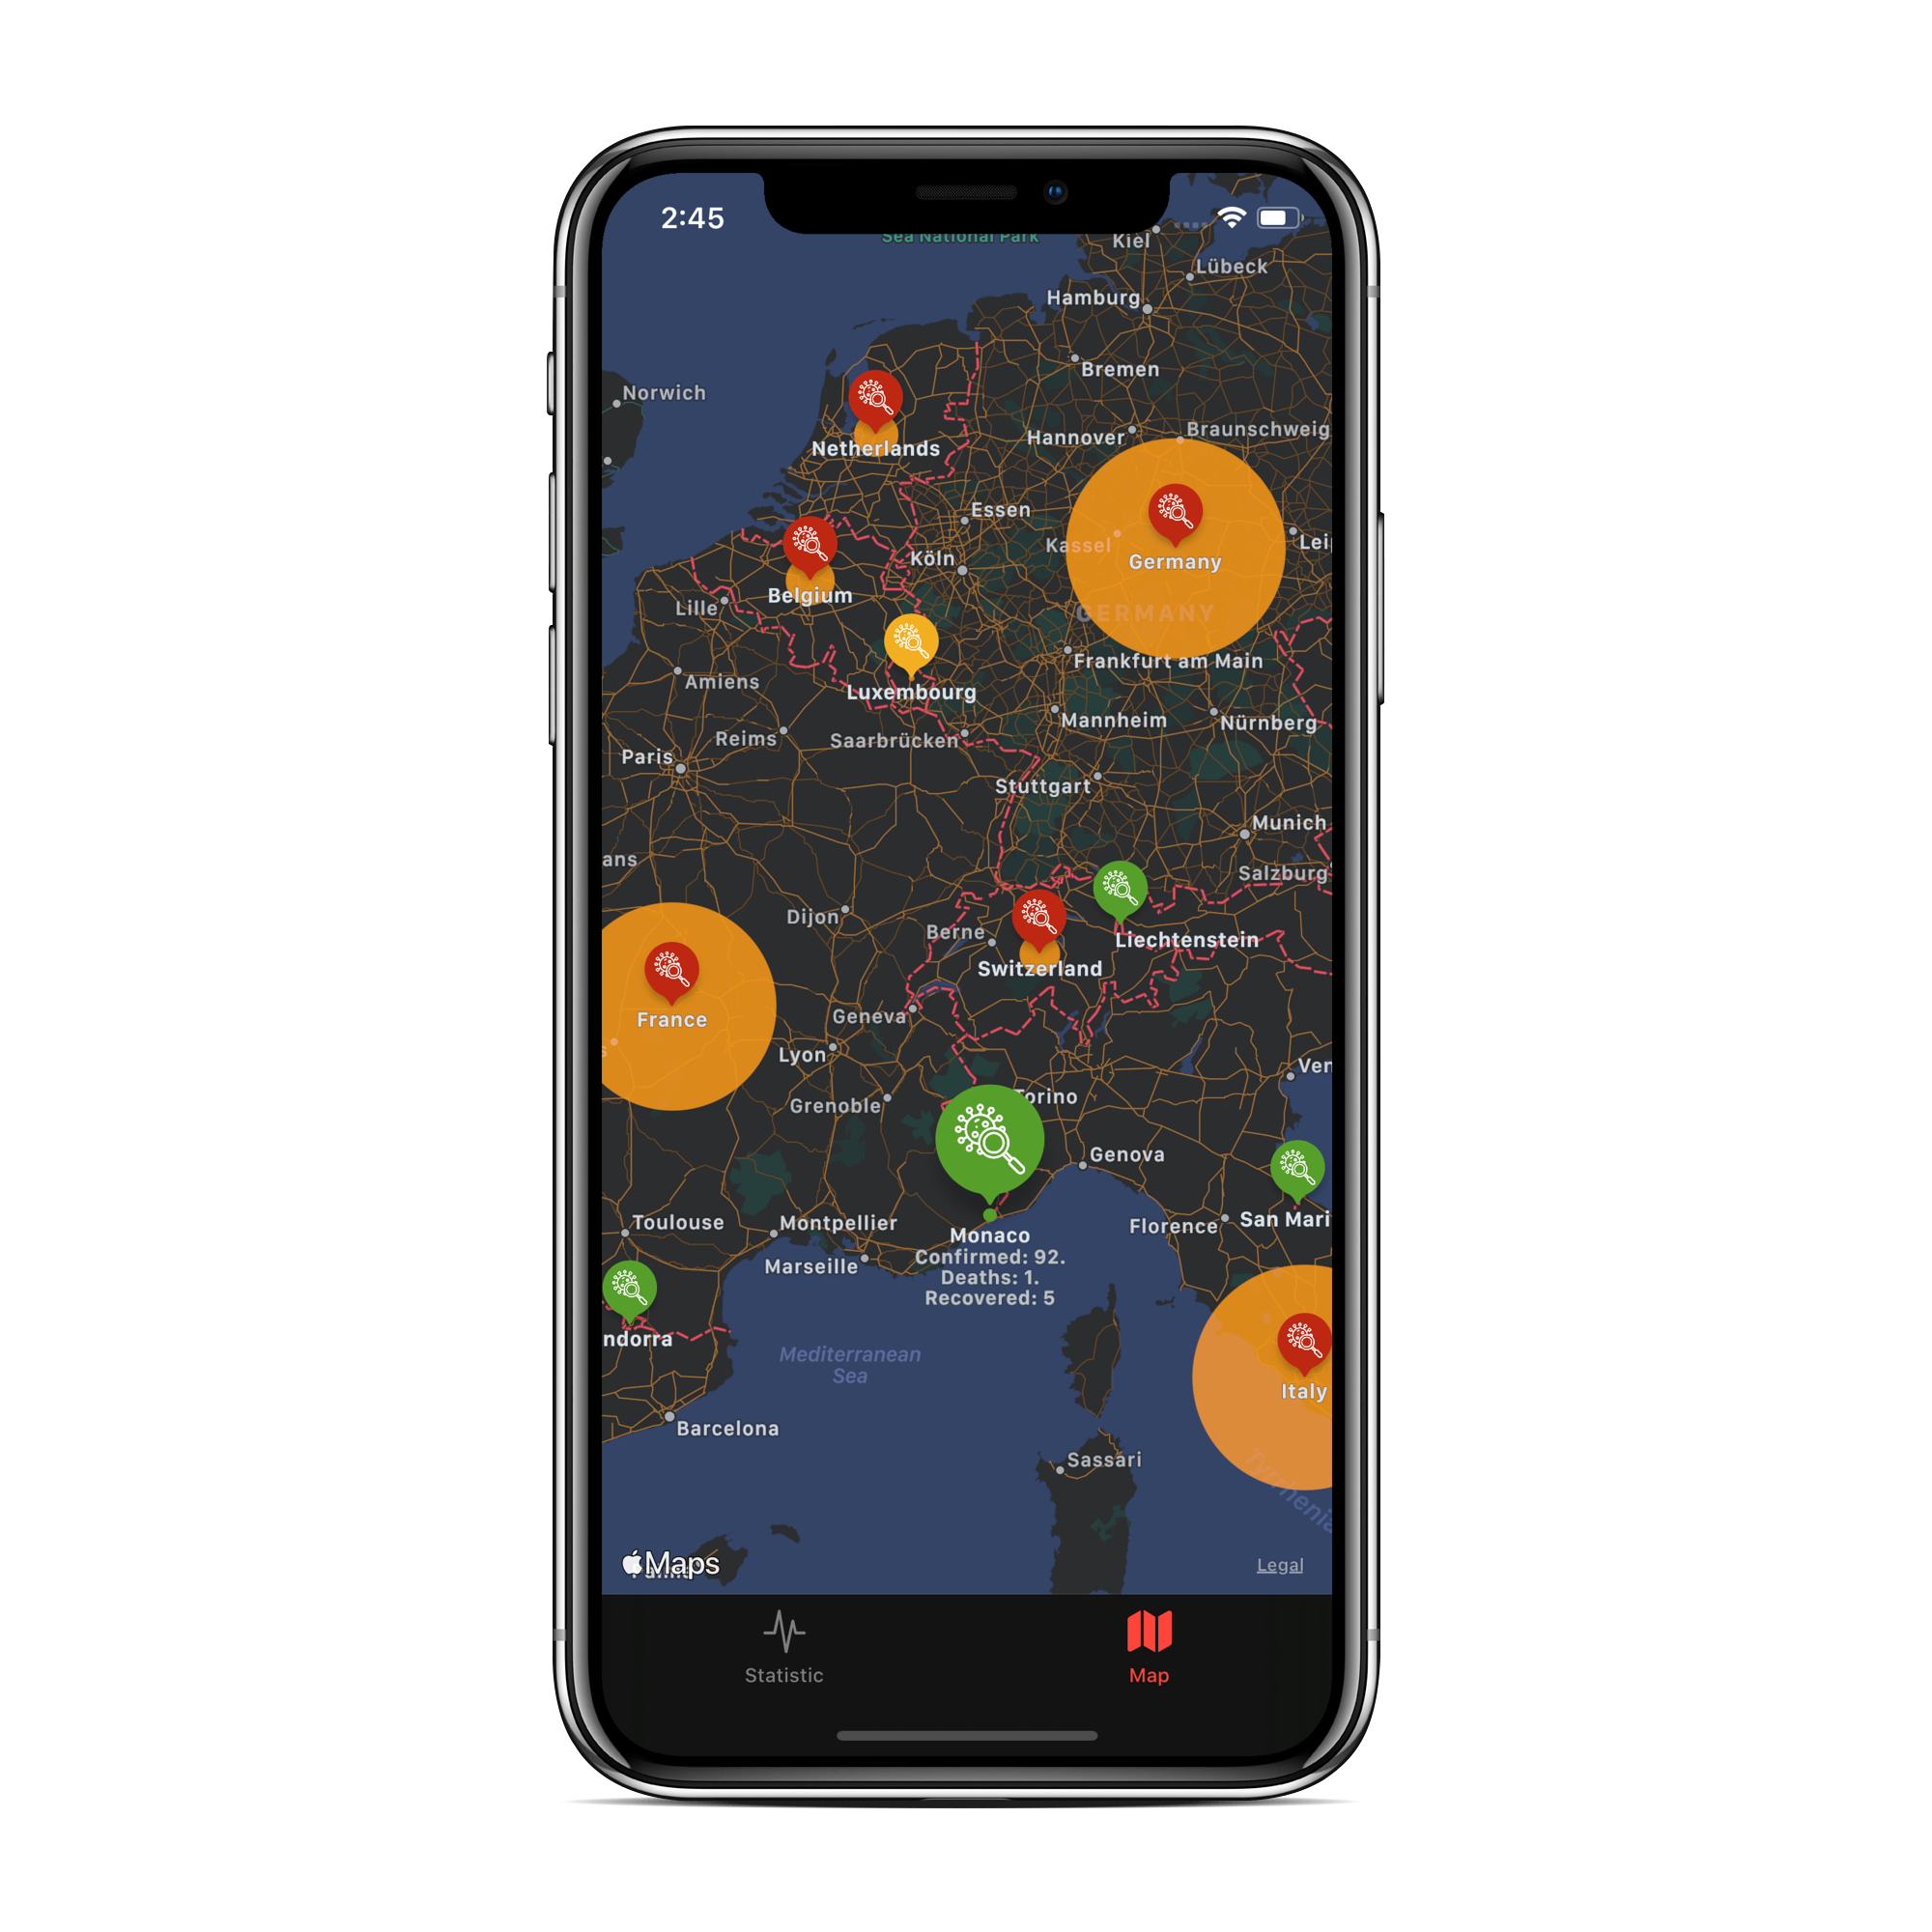 2:45
Sea National Park
Kiel
Lübeck
Hamburg
Bremen
Norwich
Netherlands
Hannover
Braunschweig
Essen
Kassel
Germany
Lei
Köln
Belgium
Lille
GERMANY
Frankfurt am Main
Amiens
Luxembourg
Mannheim
Nürnberg
Reims
Saarbrücken
Paris
Stuttgart
Munich
ans
Salzburg
Dijon
Berne
Liechtenstein
Switzerland
France
Geneva
s
Lyon
Ven
Grenoble
Torino
Genova
Toulouse
Montpellier
Florence
San Mari
Monaco
Confirmed: 92.
Deaths: 1.
Recovered: 5
Marseille
ndorra
Mediterranean
Sea
Italy
Barcelona
Sassari
Tyrrhenia
Maps
Legal
Statistic
Map